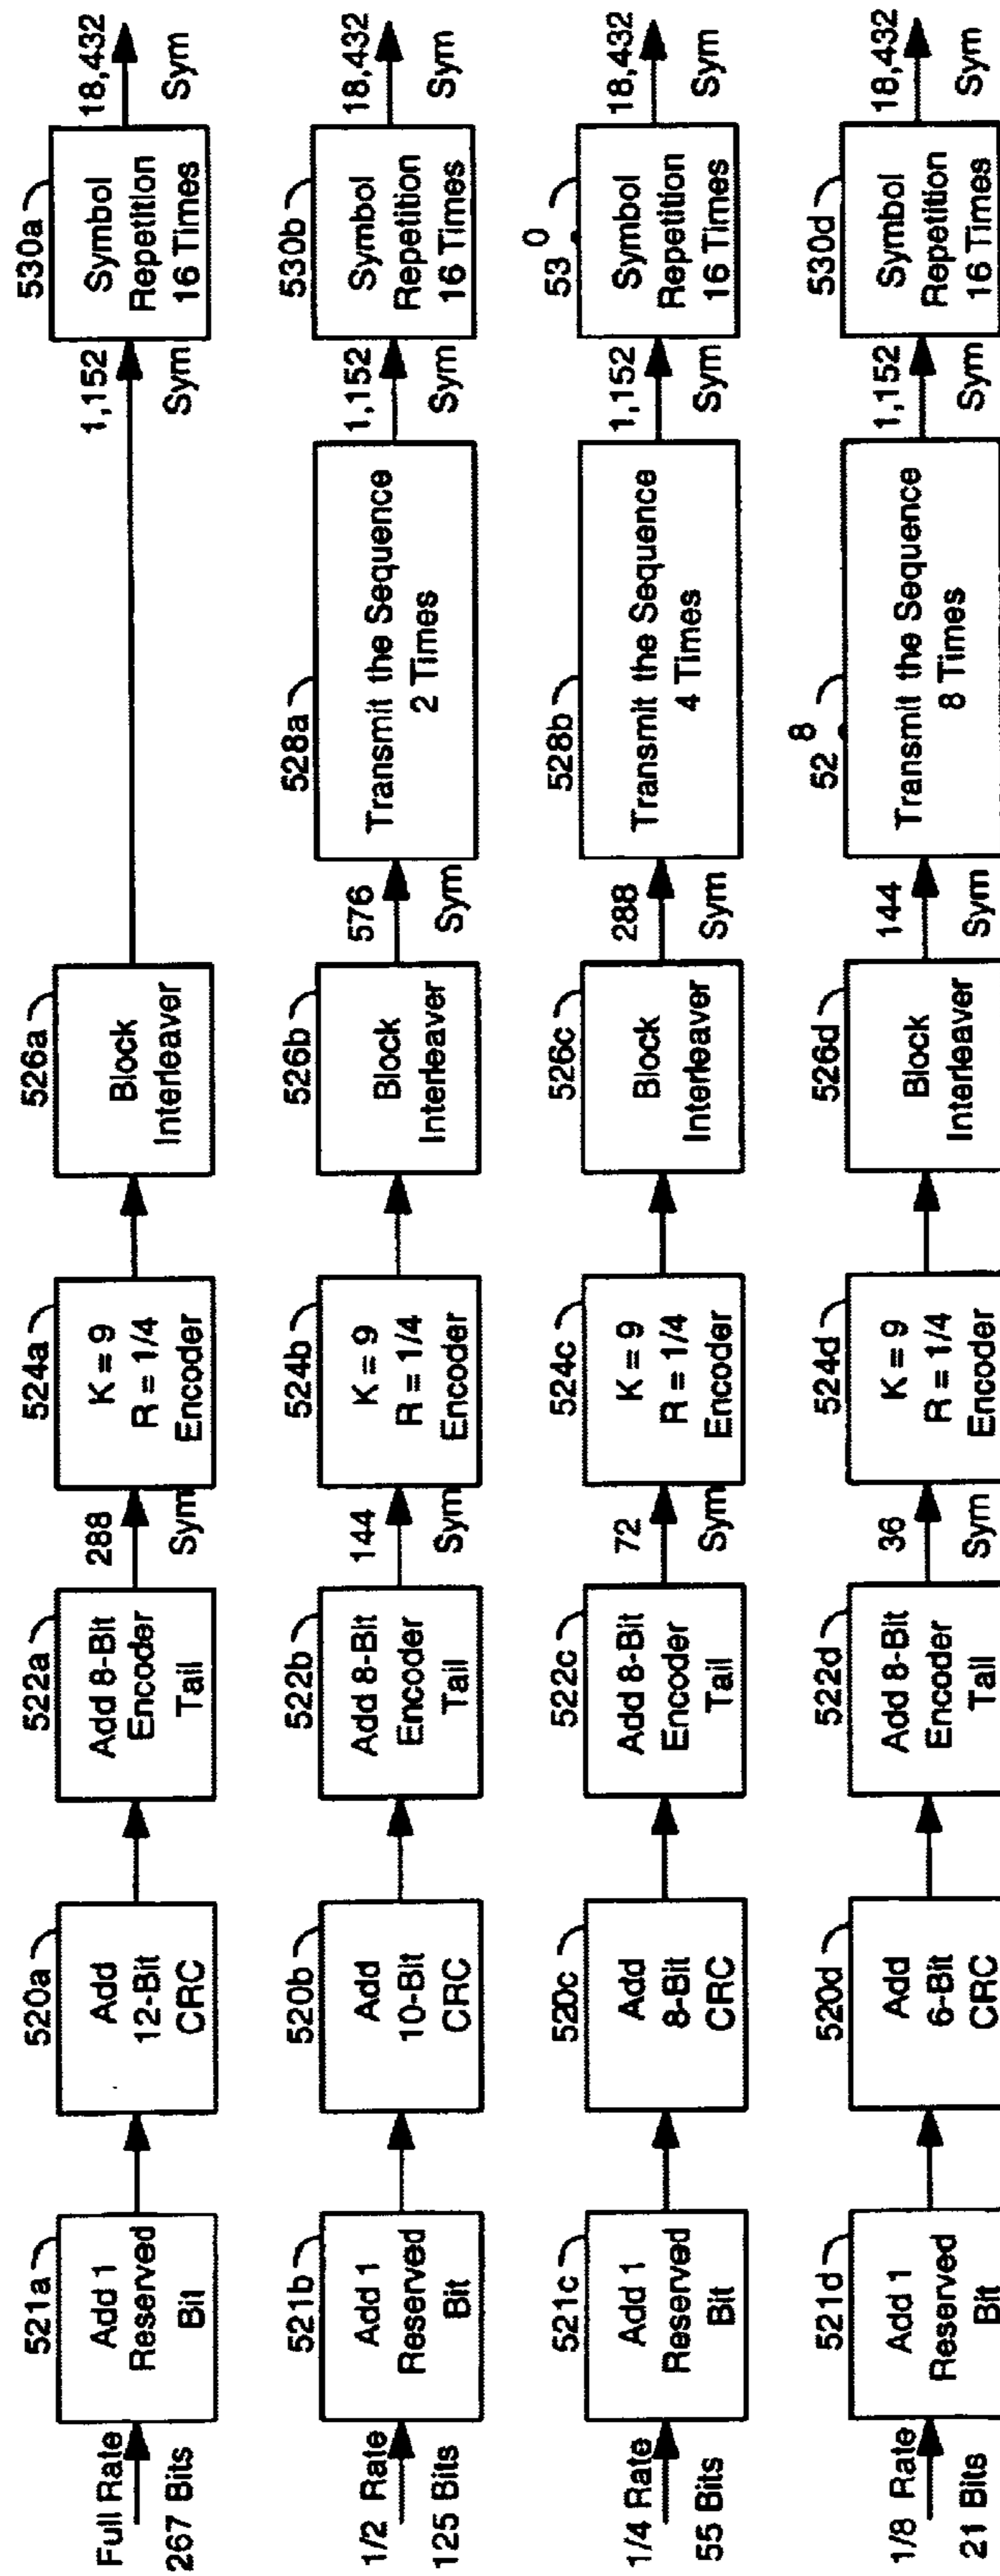 Full Rate
267 Bits
521a
Add 1
Reserved
Bit
520a
Add
12-Bit
CRC
522a
Add 8-Bit
Encoder
Tail
288
Sym
524a
K = 9
R = 1/4
Encoder
526a
Block
Interleaver
1,152
Sym
530a
Symbol
Repetition
16 Times
18,432
Sym
1/2 Rate
125 Bits
521b
Add 1
Reserved
Bit
520b
Add
10-Bit
CRC
522b
Add 8-Bit
Encoder
Tail
144
Sym
524b
K = 9
R = 1/4
Encoder
526b
Block
Interleaver
576
Sym
528a
Transmit the Sequence
2 Times
1,152
Sym
530b
Symbol
Repetition
16 Times
18,432
Sym
1/4 Rate
55 Bits
521c
Add 1
Reserved
Bit
520c
Add
8-Bit
CRC
522c
Add 8-Bit
Encoder
Tail
72
Sym
524c
K = 9
R = 1/4
Encoder
526c
Block
Interleaver
288
Sym
528b
Transmit the Sequence
4 Times
1,152
Sym
53 0
Symbol
Repetition
16 Times
18,432
Sym
1/8 Rate
21 Bits
521d
Add 1
Reserved
Bit
520d
Add
6-Bit
CRC
522d
Add 8-Bit
Encoder
Tail
36
Sym
524d
K = 9
R = 1/4
Encoder
526d
Block
Interleaver
144
Sym
52 8
Transmit the Sequence
8 Times
1,152
Sym
530d
Symbol
Repetition
16 Times
18,432
Sym